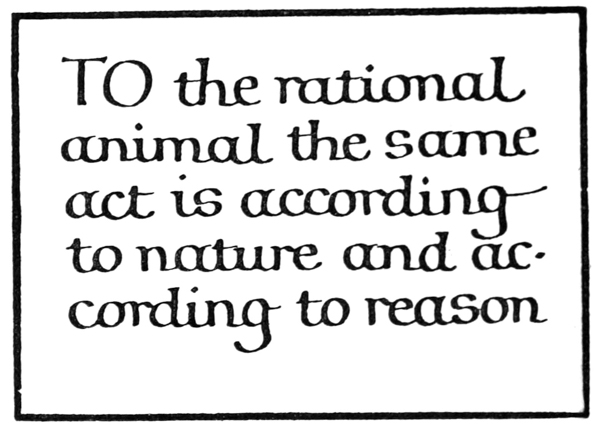 TO the rational
animal the same
act is according
to nature and ac-
cording to reason